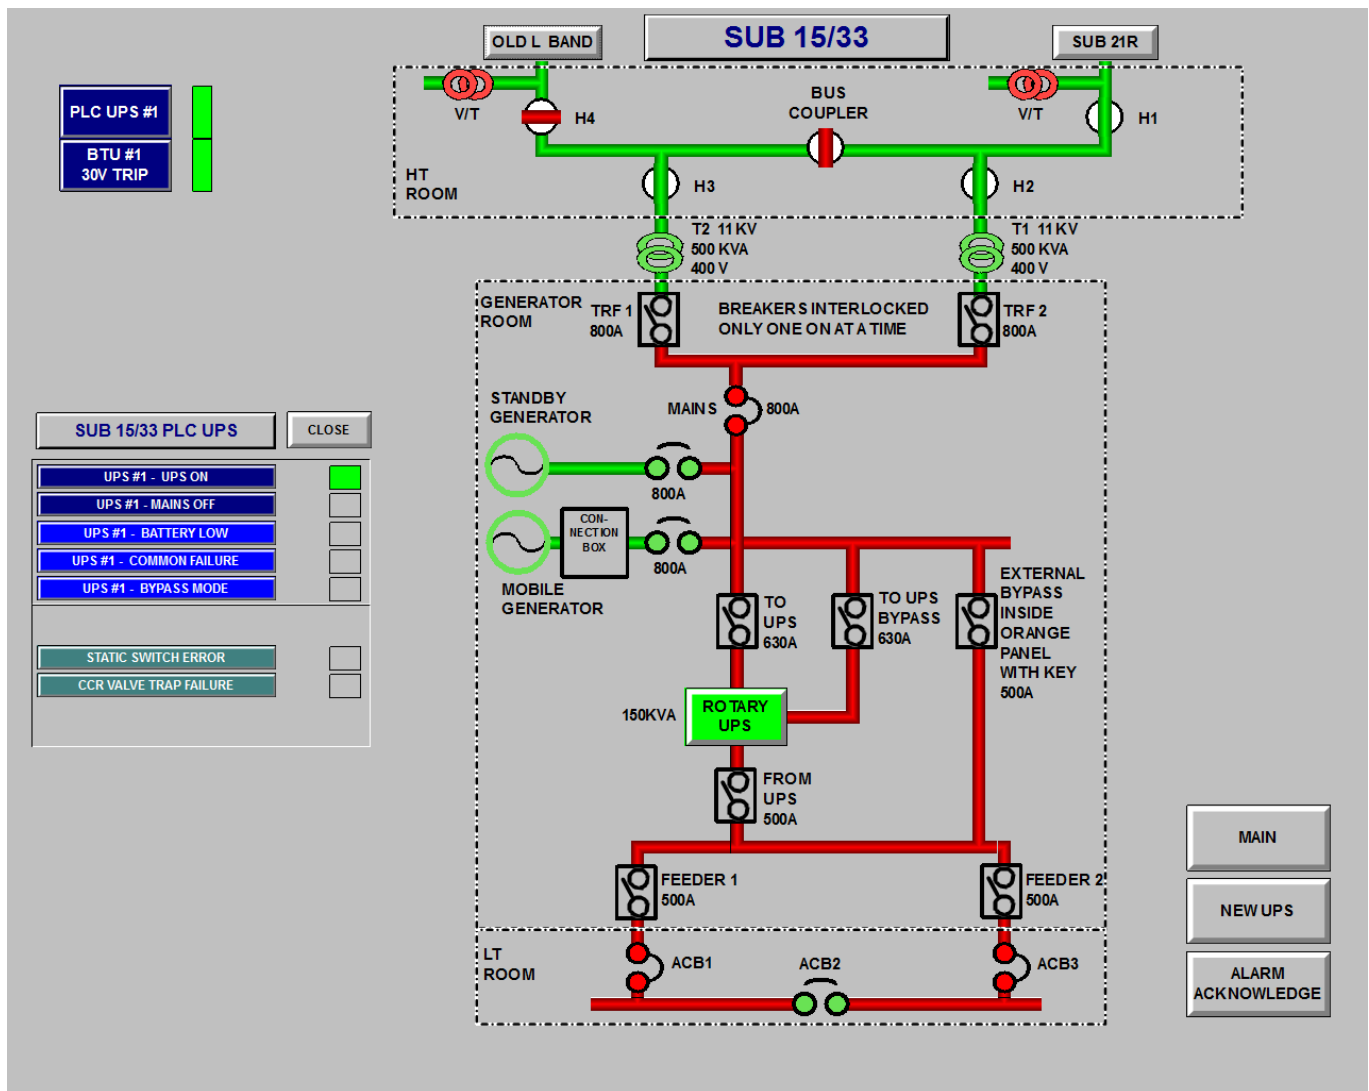 OLD L BAND
SUB 15/33
SUB 21R
PLC UPS #1
BTU #1
30V TRIP
V/T
H4
BUS
COUPLER
V/T
H1
HT
ROOM
H3
H2
T2 11KV
500 KVA
400 V
T1 11KV
500 KVA
400 V
GENERATOR
ROOM
TRF 1
800A
BREAKERS INTERLOCKED
ONLY ONE ON AT A TIME
TRF 2
800A
STANDBY
GENERATOR
MAINS
800A
800A
CON-
NECTION
BOX
800A
MOBILE
GENERATOR
SUB 15/33 PLC UPS
CLOSE
UPS #1 - UPS ON
UPS #1 - MAINS OFF
UPS #1 - BATTERY LOW
UPS #1 - COMMON FAILURE
UPS #1 - BYPASS MODE
STATIC SWITCH ERROR
CCR VALVE TRAP FAILURE
TO
UPS
630A
TO UPS
BYPASS
630A
EXTERNAL
BYPASS
INSIDE
ORANGE
PANEL
WITH KEY
500A
150KVA
ROTARY
UPS
FROM
UPS
500A
FEEDER 1
500A
FEEDER 2
500A
LT
ROOM
ACB1
ACB2
ACB3
MAIN
NEW UPS
ALARM
ACKNOWLEDGE